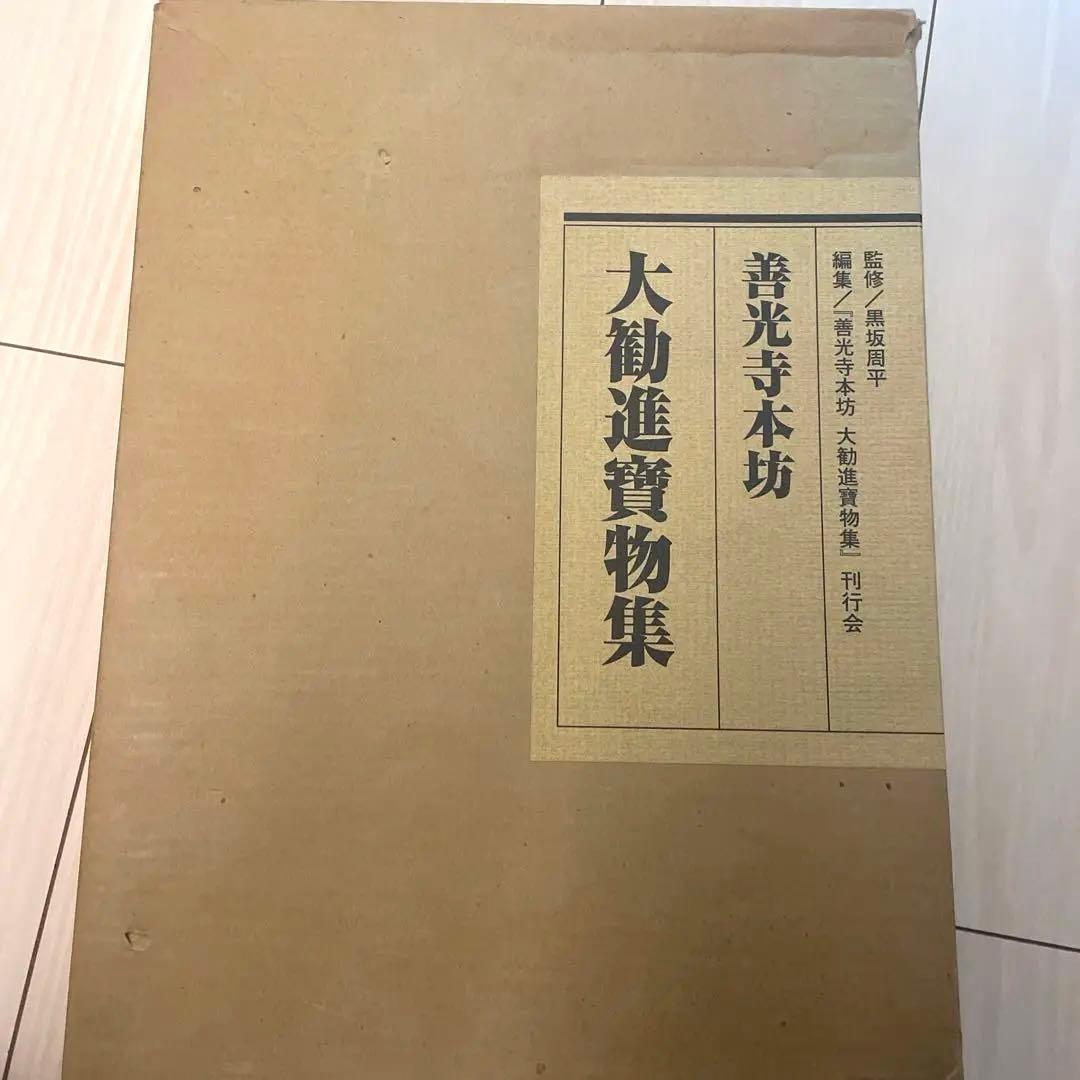 監修/黒坂周平
編集/『善光寺本坊 大勧進寶物集』刊行会
善光寺本坊
大勧進寶物集